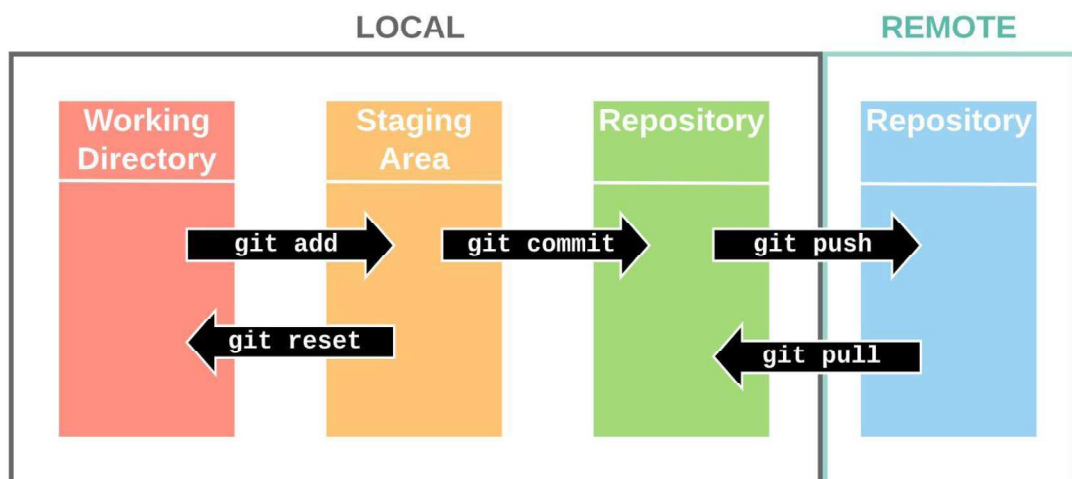 LOCAL
REMOTE
Working
Directory
Staging
Area
Repository
Repository
git add
git commit
git push
git reset
git pull